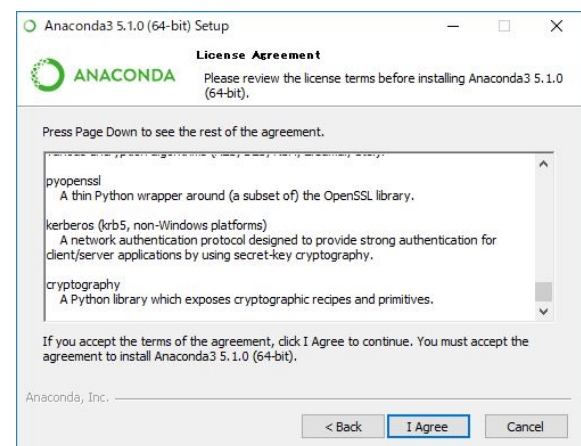 Anaconda3 5.1.0 (64-bit) Setup
ANACONDA
License Agreement
Please review the license terms before installing Anaconda3 5.1.0
(64-bit).
Press Page Down to see the rest of the agreement.
pyopenssl
A thin Python wrapper around (a subset of) the OpenSSL library.
kerberos (krb5, non-Windows platforms)
A network authentication protocol designed to provide strong authentication for
client/server applications by using secret-key cryptography.
cryptography
A Python library which exposes cryptographic recipes and primitives.
If you accept the terms of the agreement, click I Agree to continue. You must accept the
agreement to install Anaconda3 5.1.0 (64-bit).
Anaconda, Inc.
< Back
I Agree
Cancel